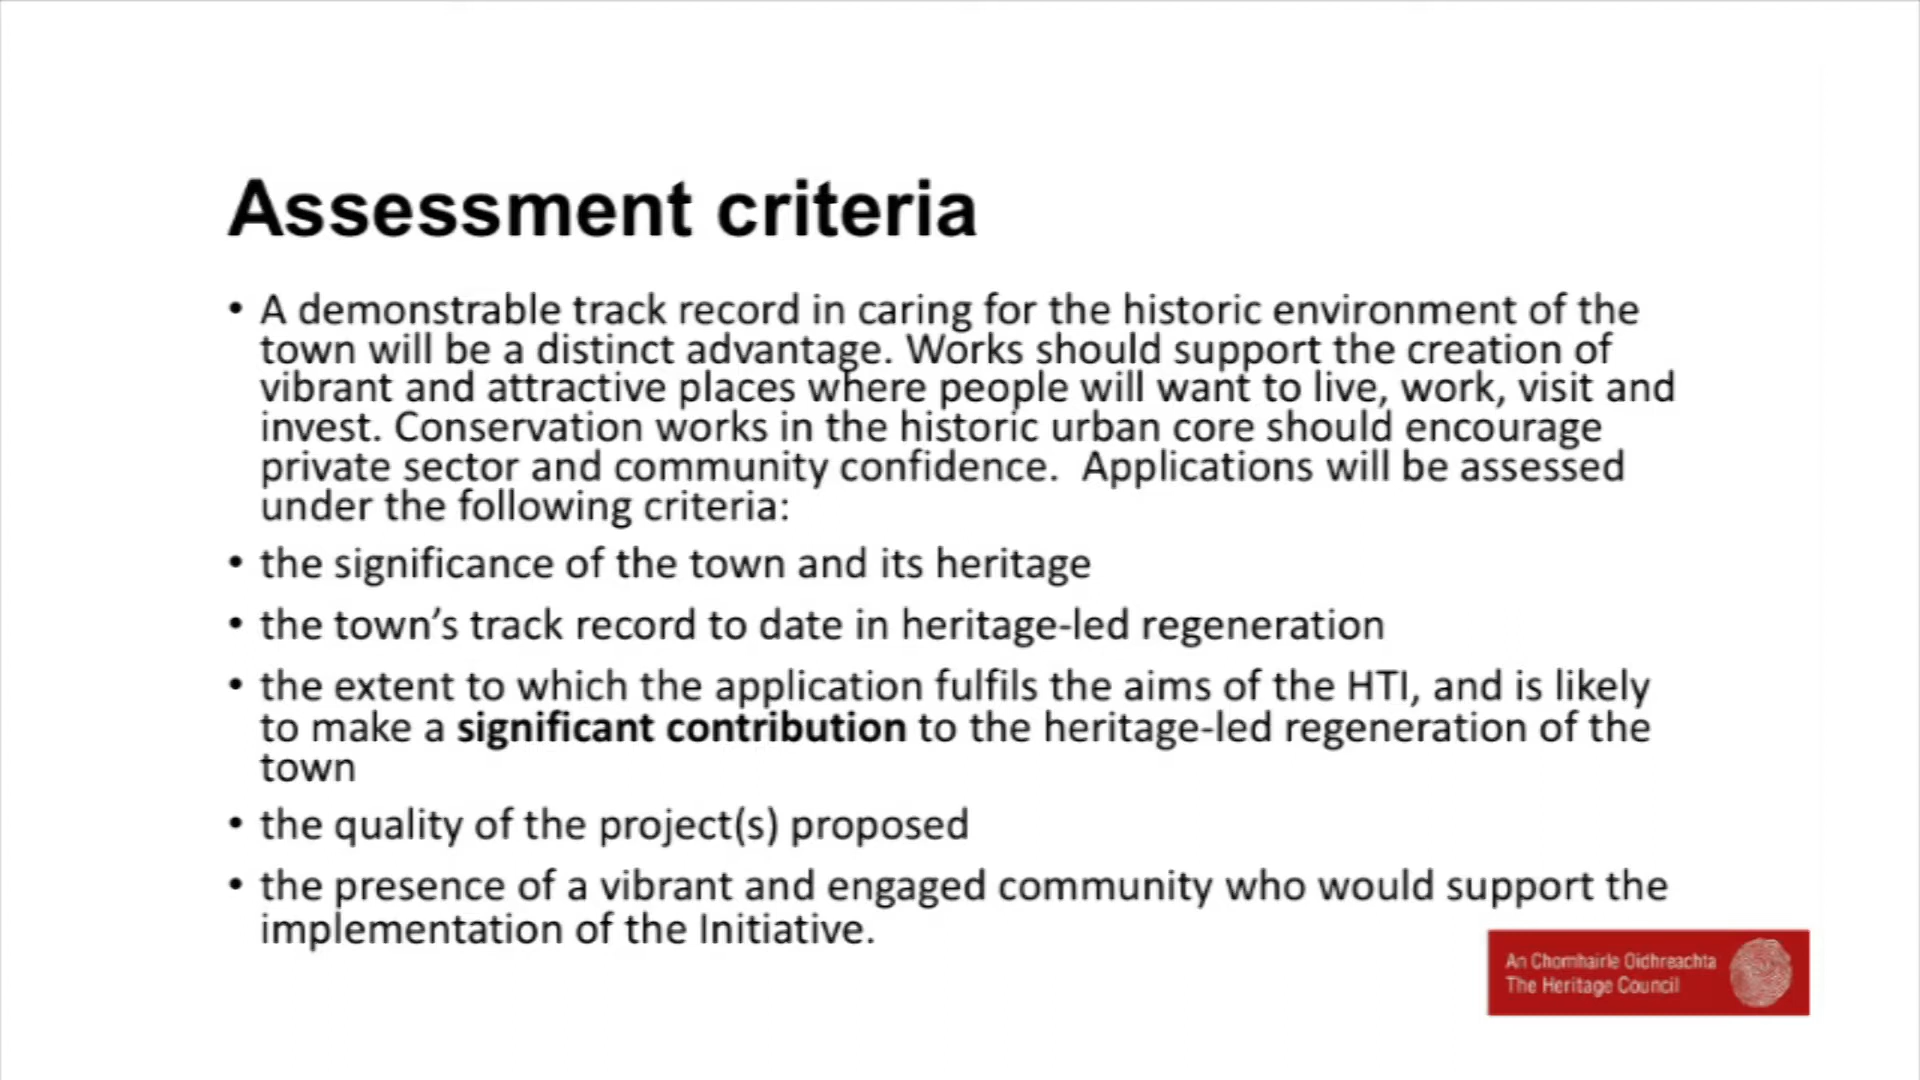 Assessment criteria
• A demonstrable track record in caring for the historic environment of the
town will be a distinct advantage. Works should support the creation of
vibrant and attractive places where people will want to live, work, visit and
invest. Conservation works in the historic urban core should encourage
private sector and community confidence.  Applications will be assessed
under the following criteria:
• the significance of the town and its heritage
• the town’s track record to date in heritage-led regeneration
• the extent to which the application fulfils the aims of the HTI, and is likely
to make a significant contribution to the heritage-led regeneration of the
town
• the quality of the project(s) proposed
• the presence of a vibrant and engaged community who would support the
implementation of the Initiative.
An Chomhairle Oidhreachta
The Heritage Council